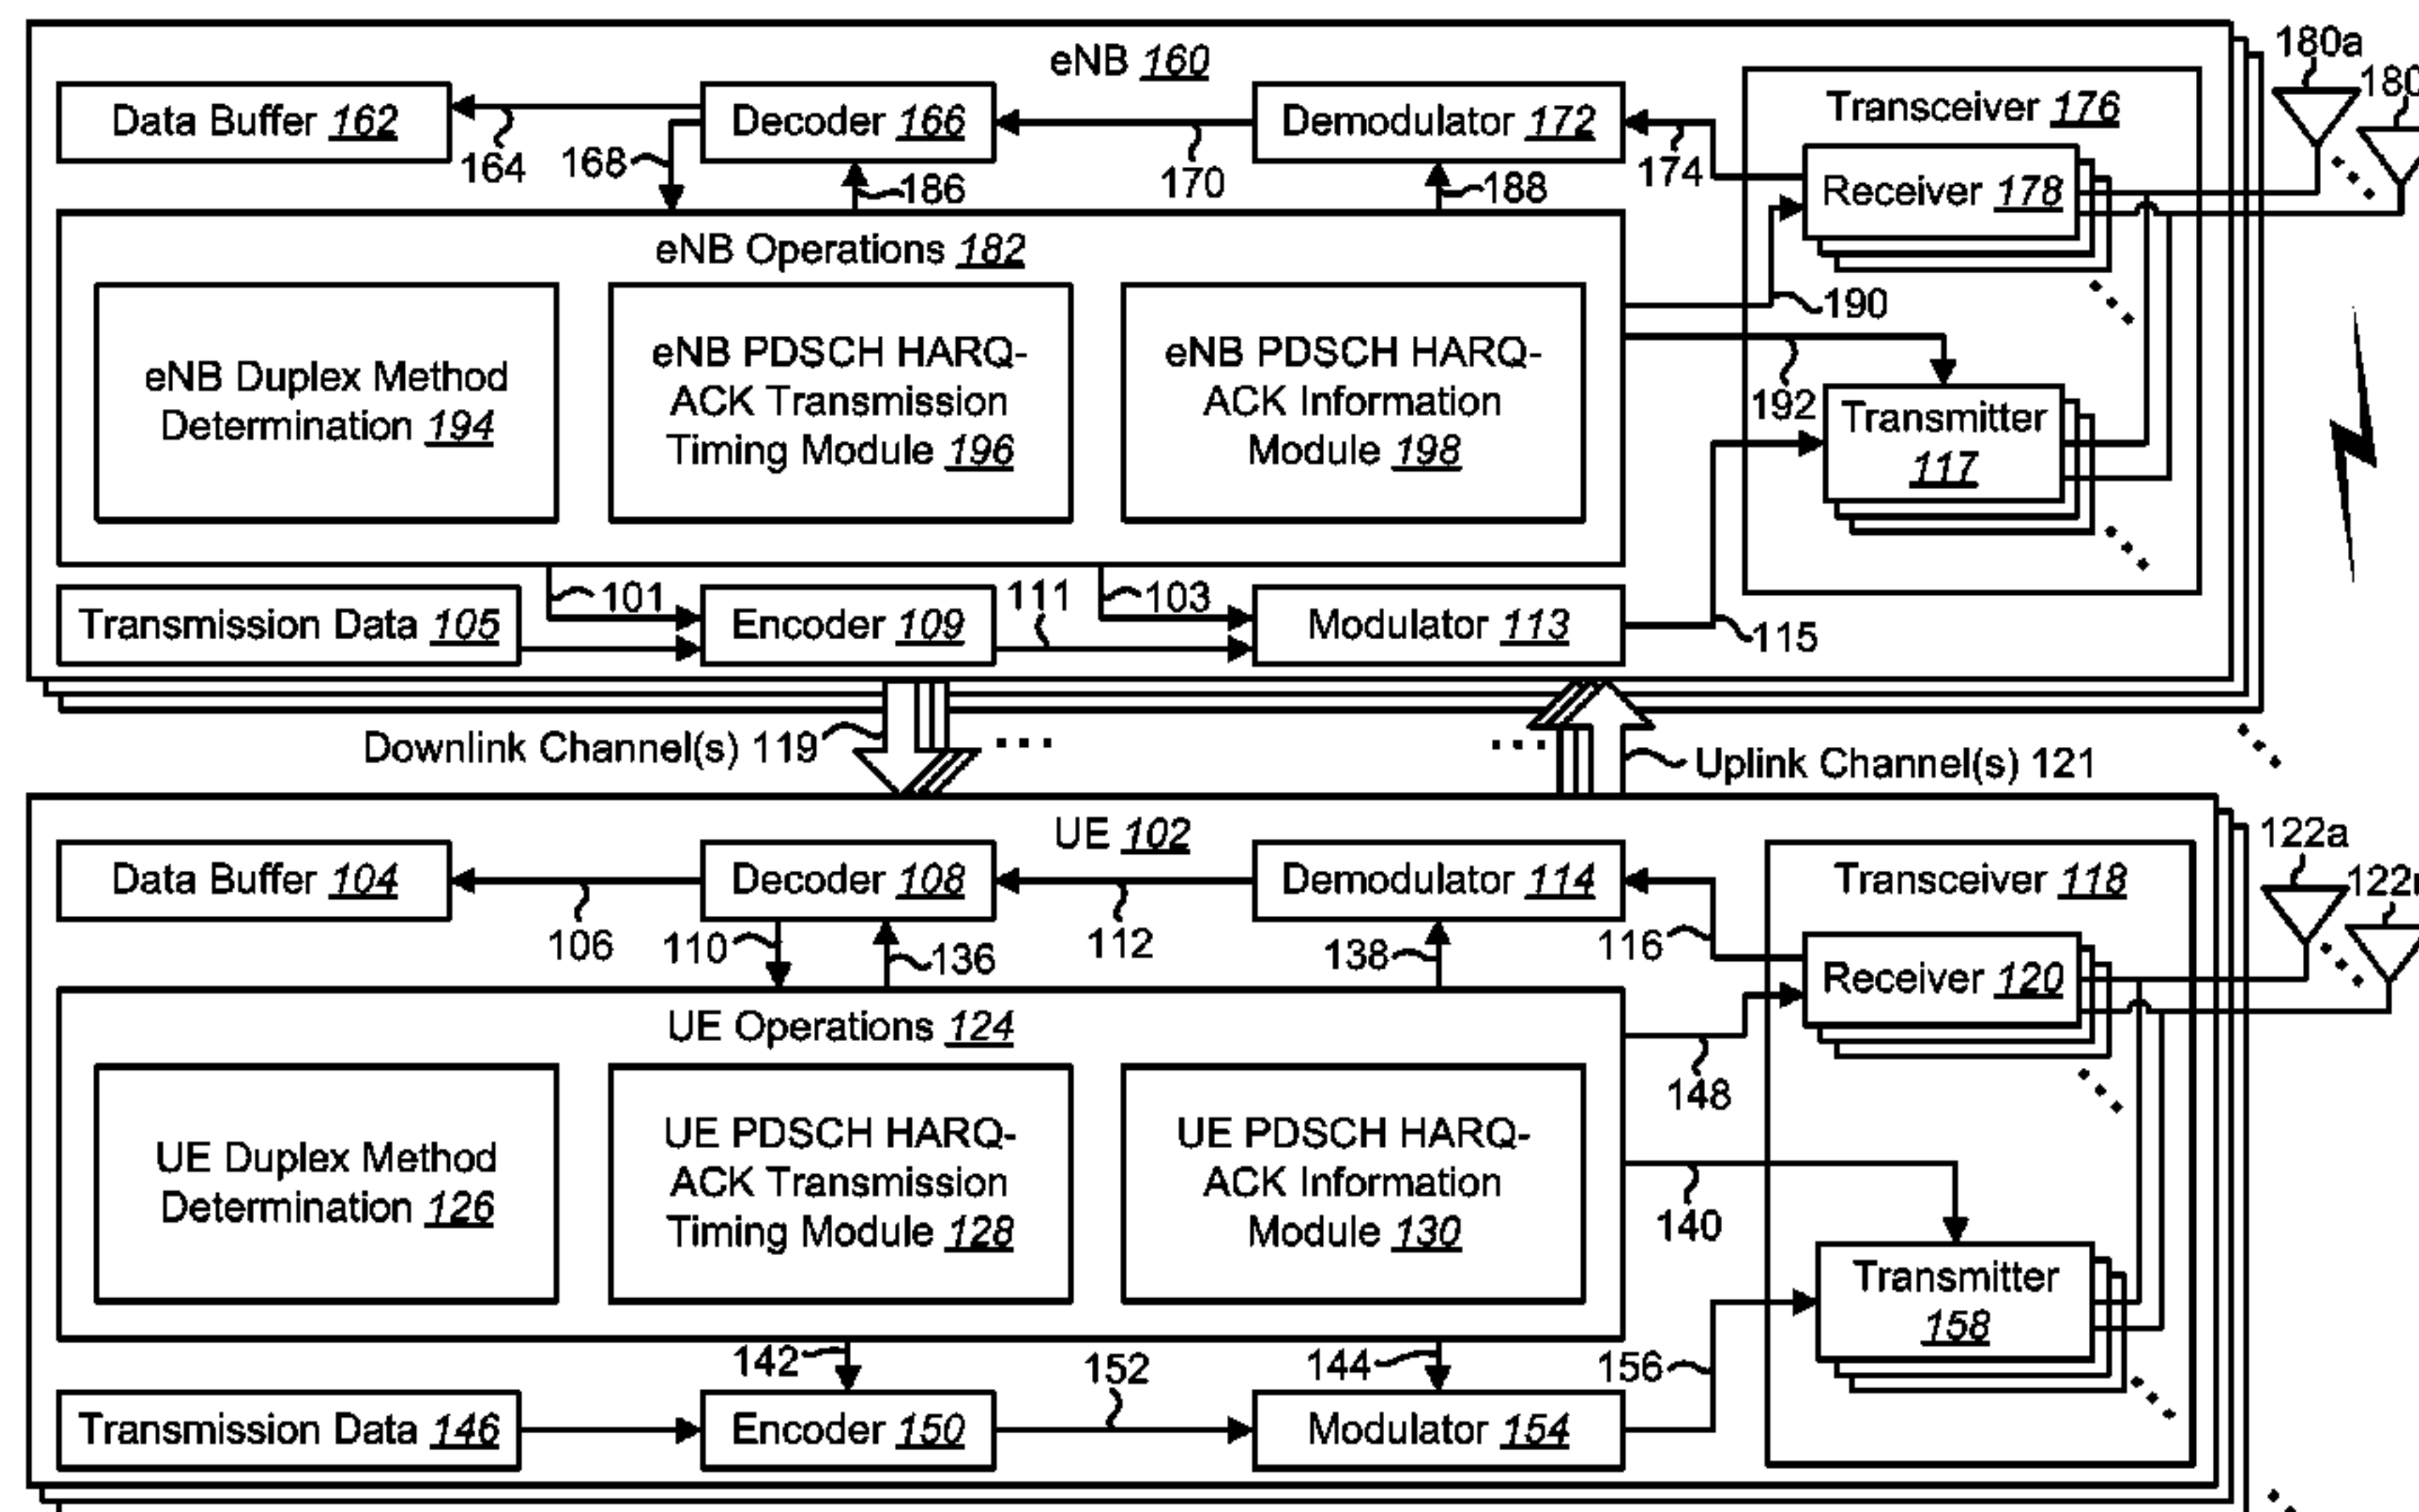 eNB 160
180a
180
Data Buffer 162
Decoder 166
Demodulator 172
Transceiver 176
164
168
186
170
188
174
Receiver 178
eNB Operations 182
190
eNB Duplex Method
Determination 194
eNB PDSCH HARQ-
ACK Transmission
Timing Module 196
eNB PDSCH HARQ-
ACK Information
Module 198
192
Transmitter
117
Transmission Data 105
101
Encoder 109
111
103
Modulator 113
115
Downlink Channel(s) 119
Uplink Channel(s) 121
UE 102
122a
122
Data Buffer 104
Decoder 108
Demodulator 114
Transceiver 118
106
110
136
112
138
116
Receiver 120
UE Operations 124
148
UE Duplex Method
Determination 126
UE PDSCH HARQ-
ACK Transmission
Timing Module 128
UE PDSCH HARQ-
ACK Information
Module 130
140
Transmitter
158
142
152
144
156
Transmission Data 146
Encoder 150
Modulator 154